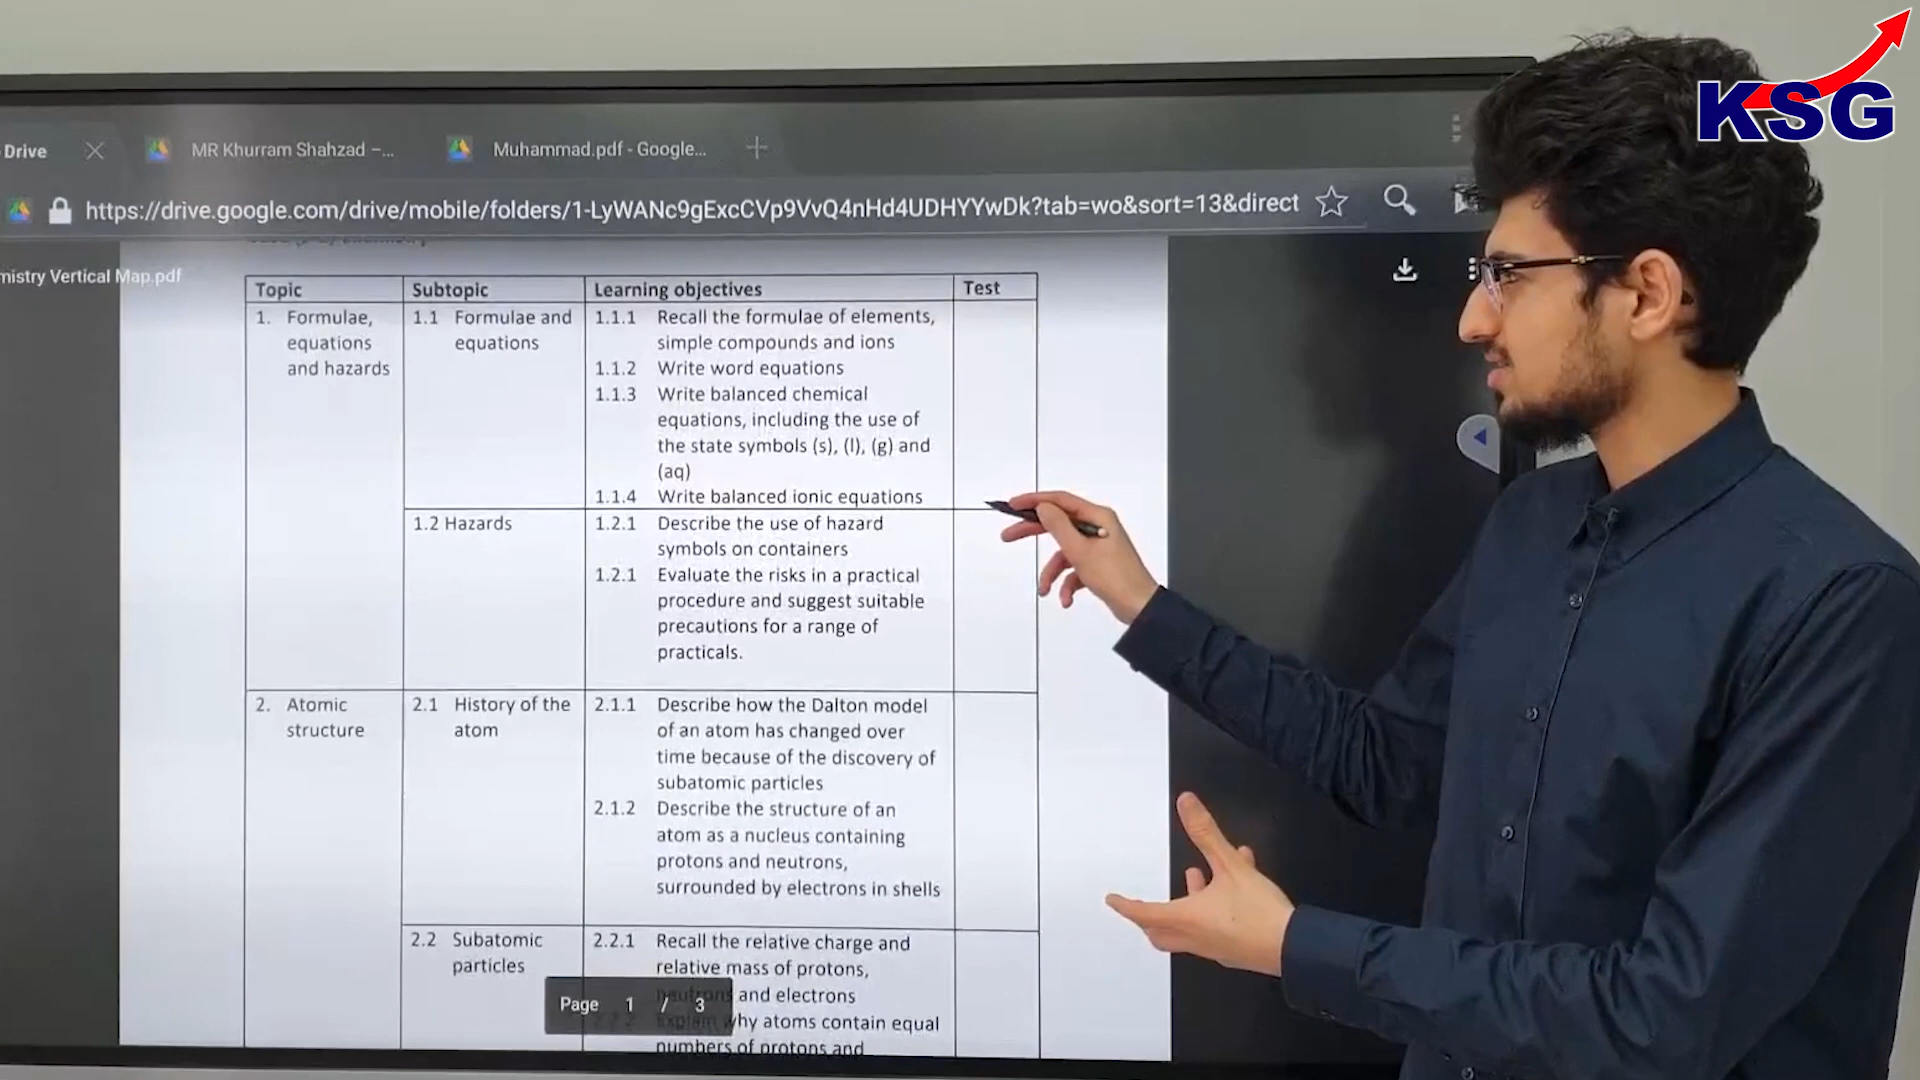 KSG
Drive
MR Khurram Shahzad –...
Muhammad.pdf - Google...
https://drive.google.com/drive/mobile/folders/1-LyWANc9gExcCVp9VvQ4nHd4UDHYYwDk?tab=wo&sort=13&direct
mistry Vertical Map.pdf
Topic Subtopic Learning objectives Test
1. Formulae, equations and hazards
1.1 Formulae and equations
1.1.1 Recall the formulae of elements,
simple compounds and ions
1.1.2 Write word equations
1.1.3 Write balanced chemical
equations, including the use of
the state symbols (s), (l), (g) and
(aq)
1.1.4 Write balanced ionic equations
1.2 Hazards
1.2.1 Describe the use of hazard
symbols on containers
1.2.1 Evaluate the risks in a practical
procedure and suggest suitable
precautions for a range of
practicals.
2. Atomic structure
2.1 History of the atom
2.1.1 Describe how the Dalton model
of an atom has changed over
time because of the discovery of
subatomic particles
2.1.2 Describe the structure of an
atom as a nucleus containing
protons and neutrons,
surrounded by electrons in shells
2.2 Subatomic particles
2.2.1 Recall the relative charge and
relative mass of protons,
neutrons and electrons
2.2.2 Explain why atoms contain equal
numbers of protons and
Page 1 / 3